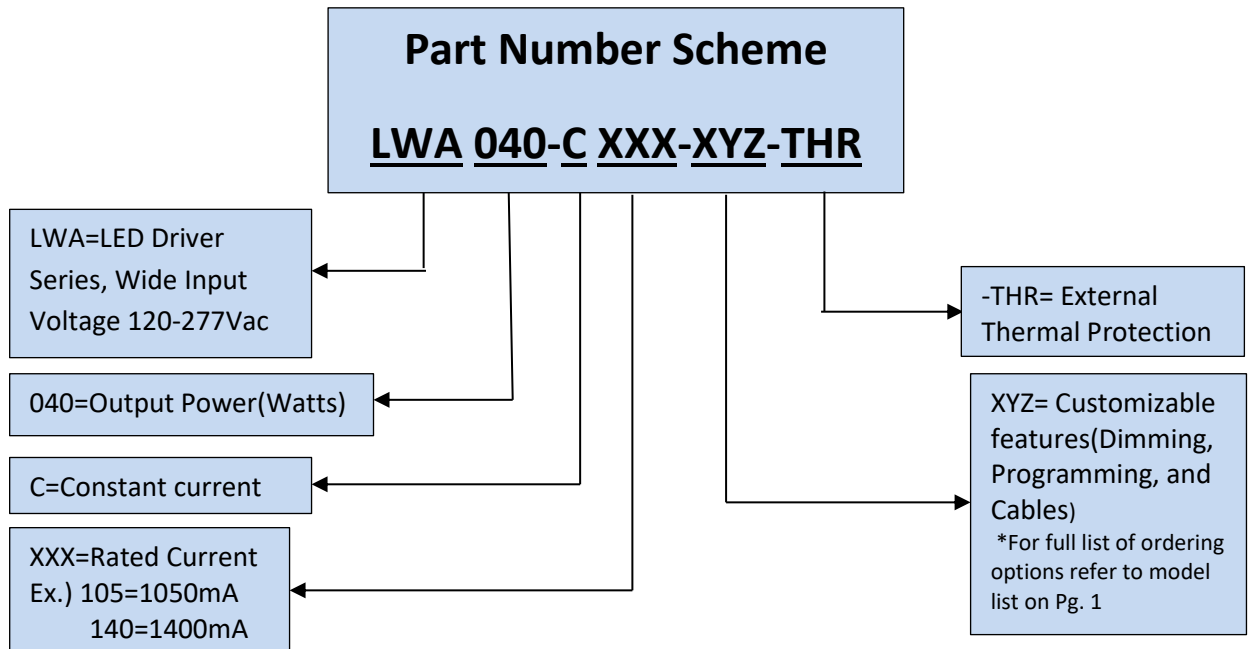 Part Number Scheme
LWA 040-C XXX-XYZ-THR
LWA=LED Driver
Series, Wide Input
Voltage 120-277Vac
040=Output Power(Watts)
C=Constant current
XXX=Rated Current
Ex.) 105=1050mA
140=1400mA
-THR= External
Thermal Protection
XYZ= Customizable
features(Dimming,
Programming, and
Cables)
*For full list of ordering
options refer to model
list on Pg. 1